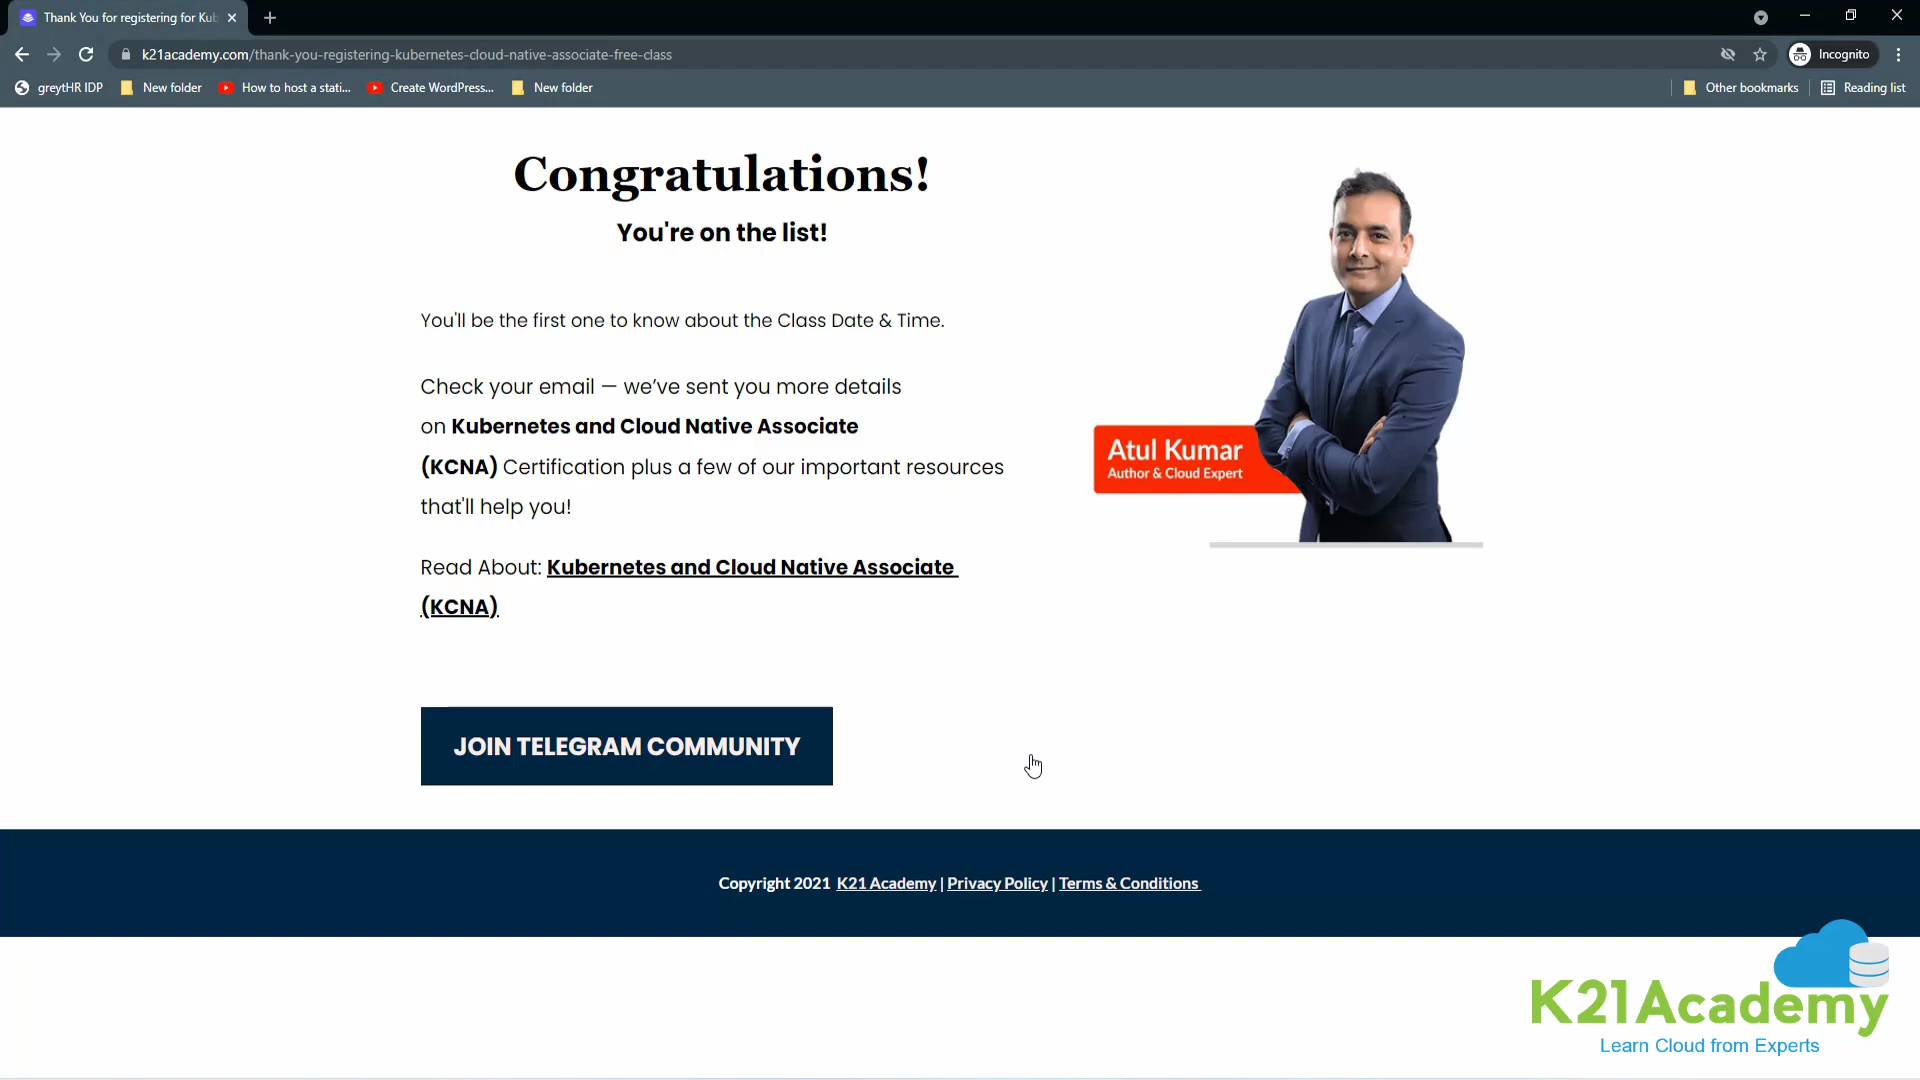 Thank You for registering for Kub
k21academy.com/thank-you-registering-kubernetes-cloud-native-associate-free-class
Incognito
greytHR IDP
New folder
How to host a stati...
Create WordPress...
New folder
Other bookmarks
Reading list
Congratulations!
You're on the list!
You'll be the first one to know about the Class Date & Time.
Check your email — we’ve sent you more details
on Kubernetes and Cloud Native Associate
(KCNA) Certification plus a few of our important resources
that'll help you!
Read About: Kubernetes and Cloud Native Associate
(KCNA)
Atul Kumar
Author & Cloud Expert
JOIN TELEGRAM COMMUNITY
Copyright 2021 K21 Academy | Privacy Policy | Terms & Conditions
K21Academy
Learn Cloud from Experts